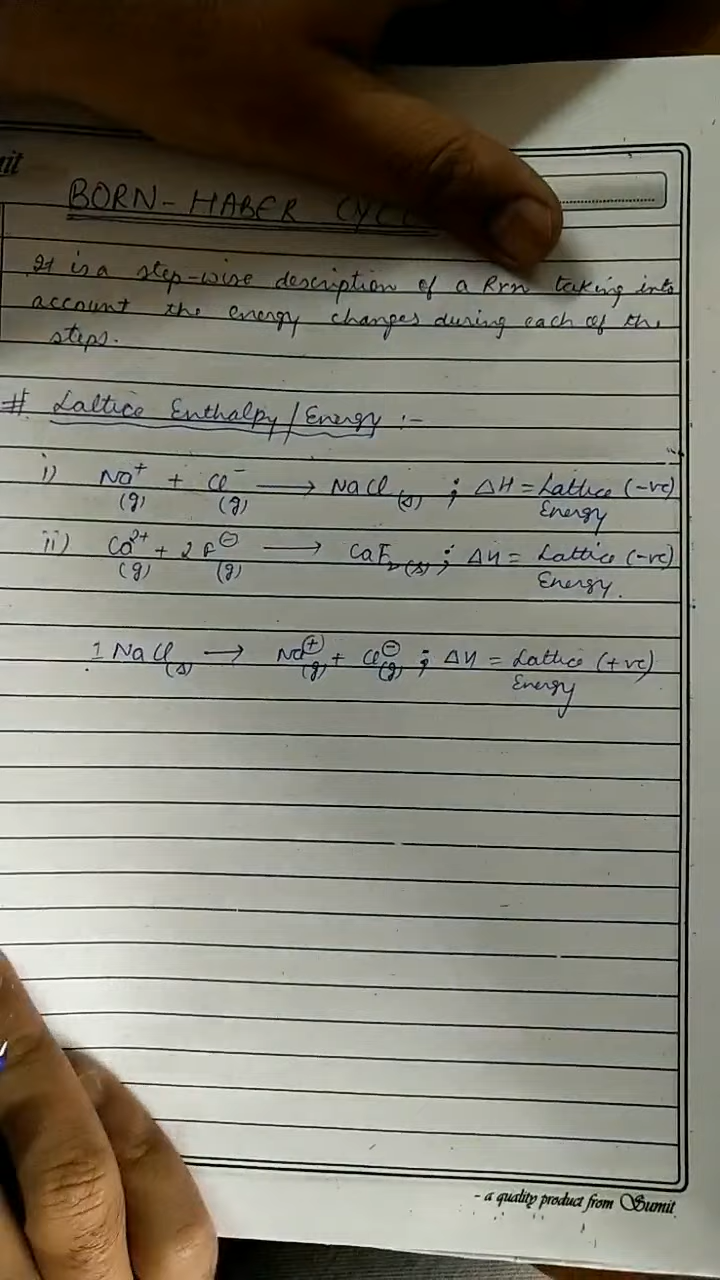 BORN-HABER CYC
It is a step-wise description of a Rxn taking into
account the energy changes during each of the
steps.
# Lattice Enthalpy/Energy :-
i) Na⁺(g) + Cl⁻(g) ⟶ NaCl(s) ; ΔH = Lattice Energy (-ve)
ii) Ca²⁺(g) + 2F⊖(g) ⟶ CaF₂(s) ; ΔH = Lattice Energy. (-ve)
1 NaCl(s) ⟶ Na⊕(g) + Cl⊖(g) ; ΔH = Lattice Energy (+ve)
- a quality product from Sumit